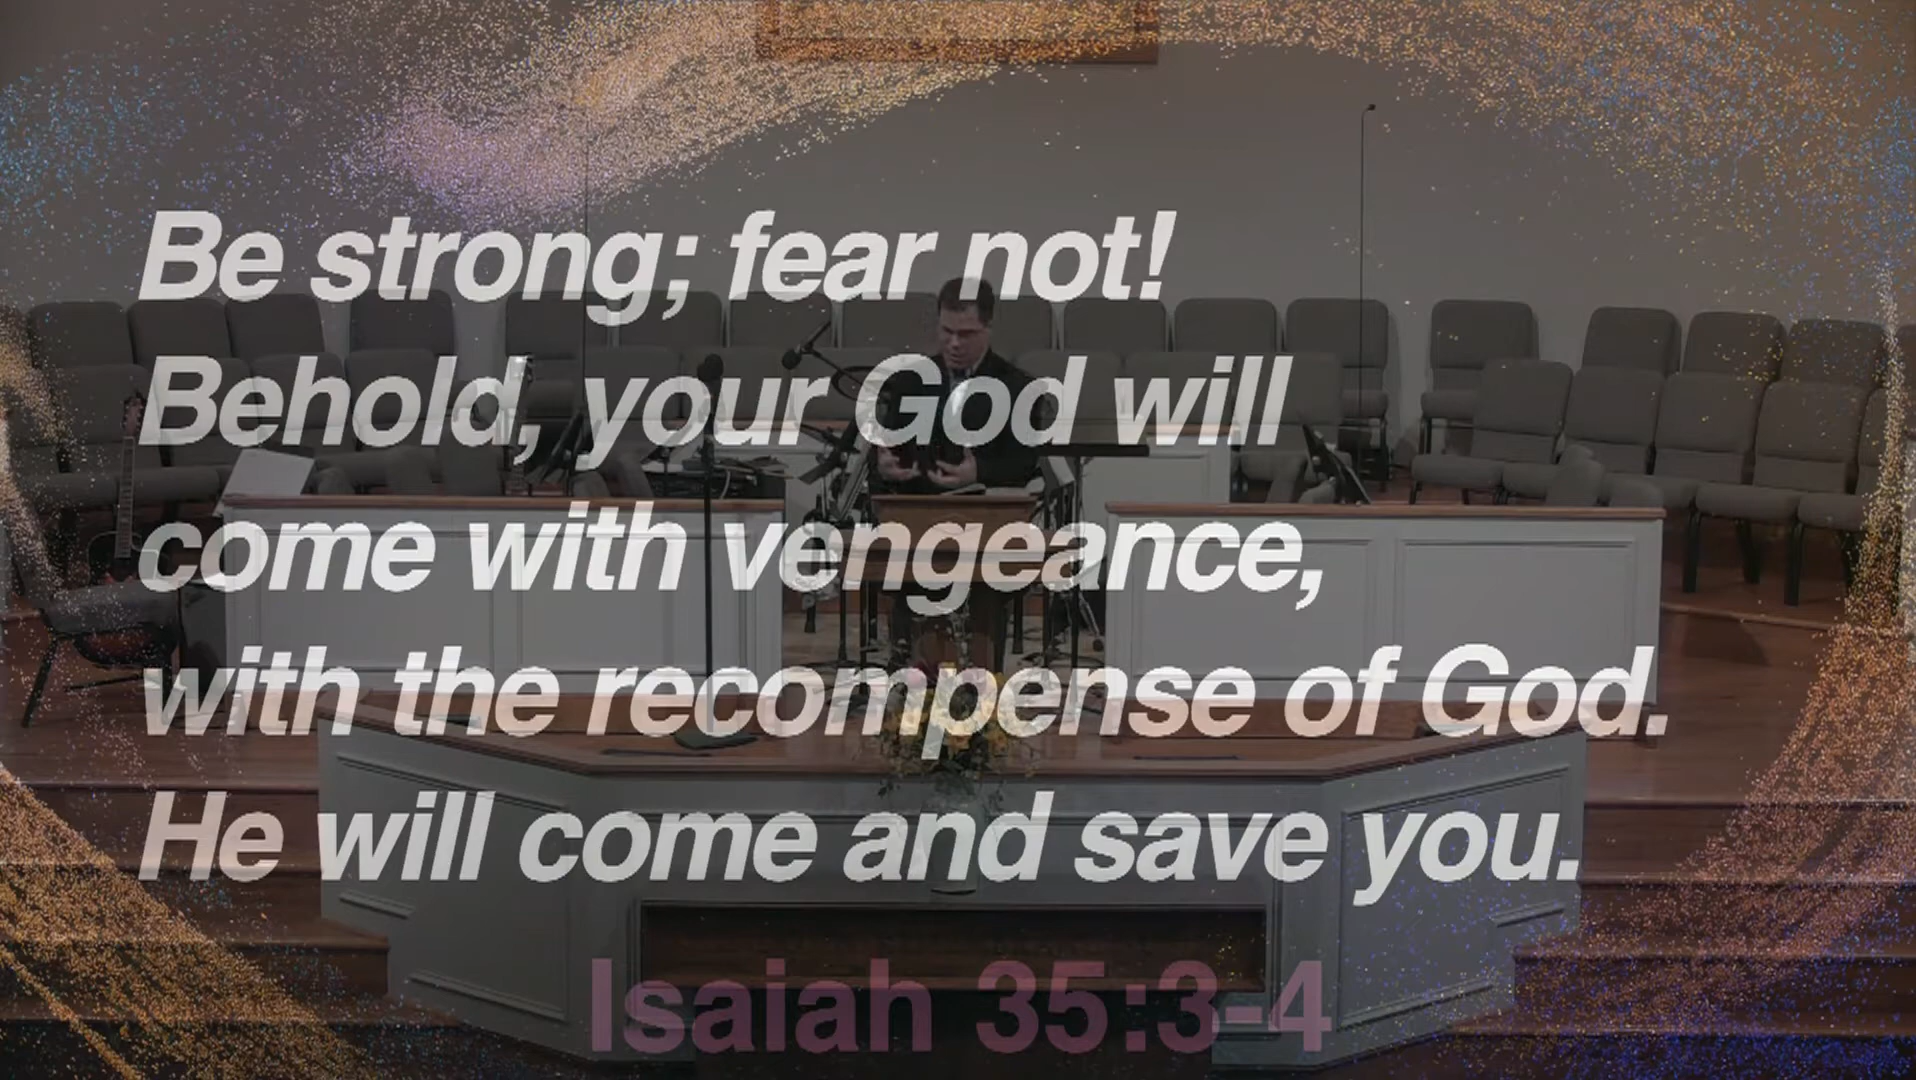 Be strong; fear not!
Behold, your God will
come with vengeance,
with the recompense of God.
He will come and save you.
Isaiah 35:3-4